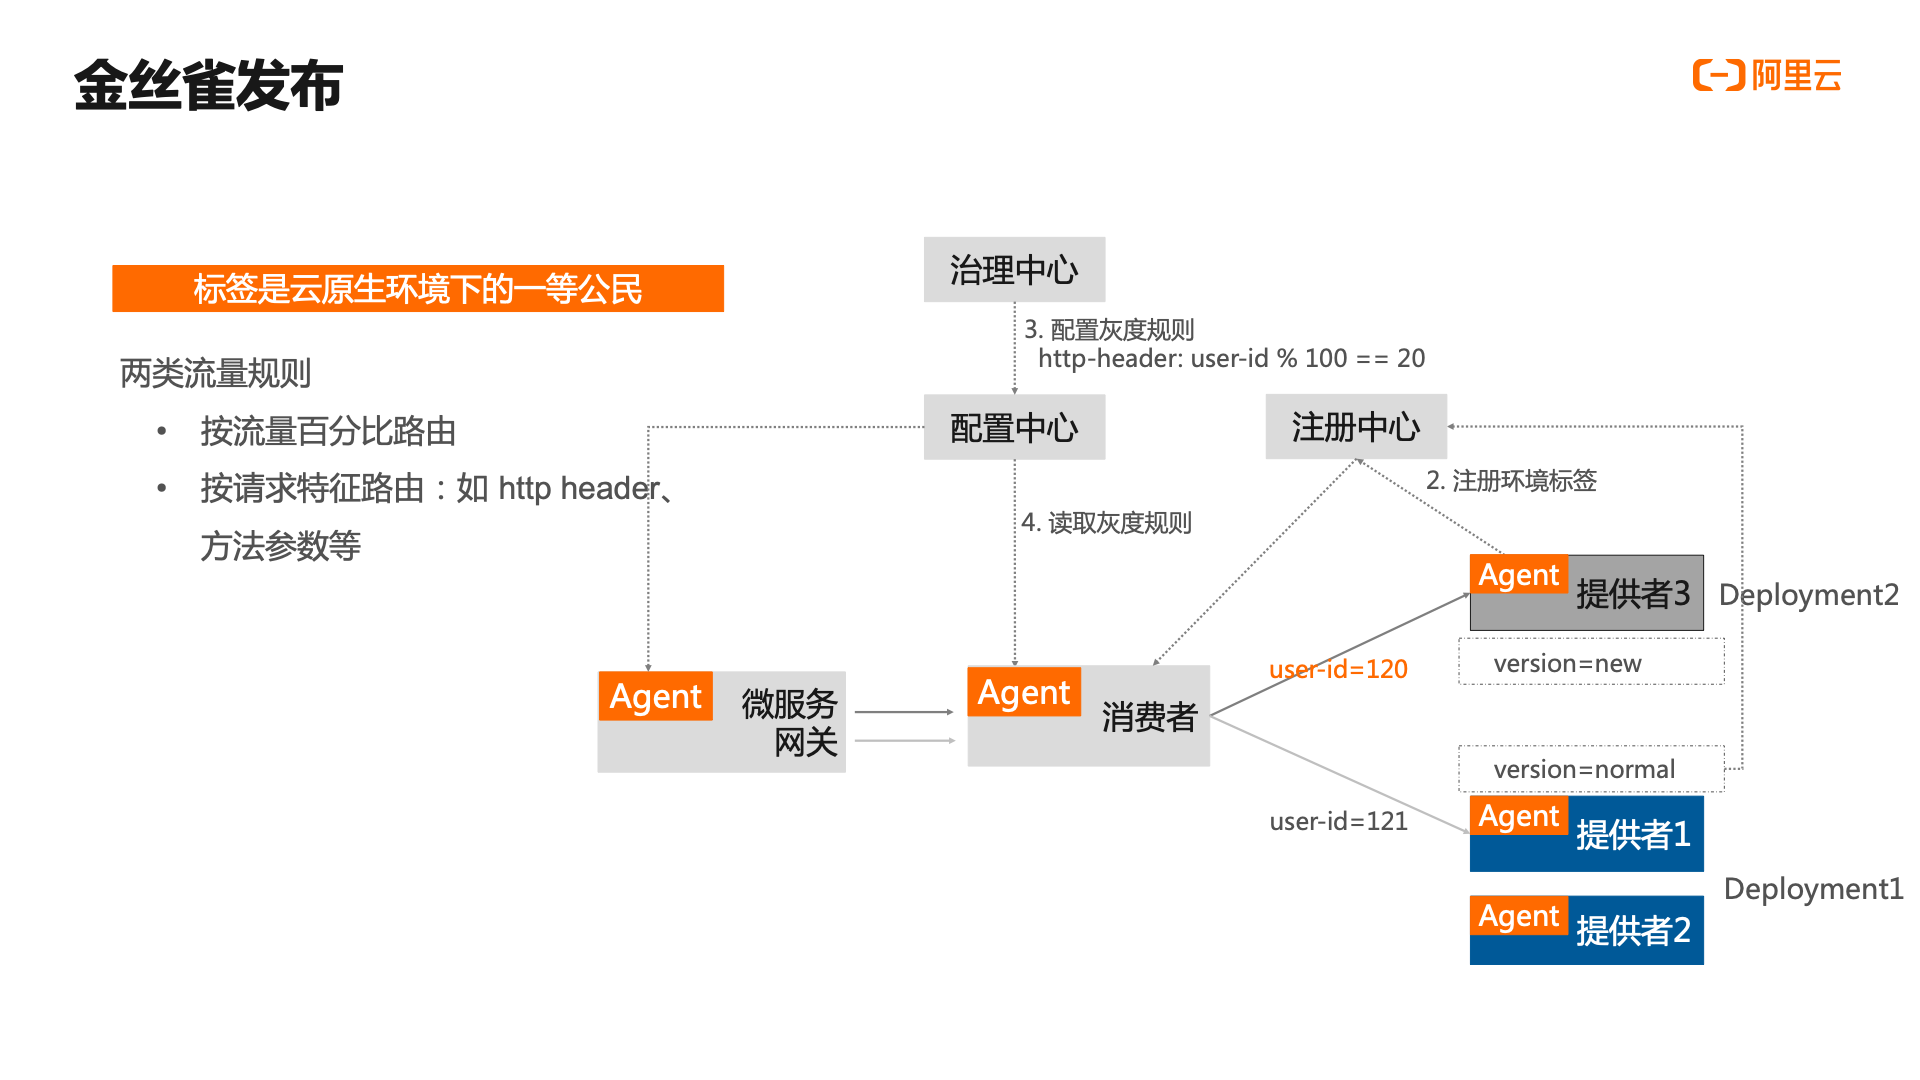 金丝雀发布
阿里云
标签是云原生环境下的一等公民
两类流量规则
• 按流量百分比路由
• 按请求特征路由：如 http header、
方法参数等
治理中心
3. 配置灰度规则
http-header: user-id % 100 == 20
配置中心
注册中心
2. 注册环境标签
4. 读取灰度规则
Agent
提供者3
Deployment2
version=new
user-id=120
Agent
微服务
网关
Agent
消费者
version=normal
user-id=121
Agent
提供者1
Deployment1
Agent
提供者2